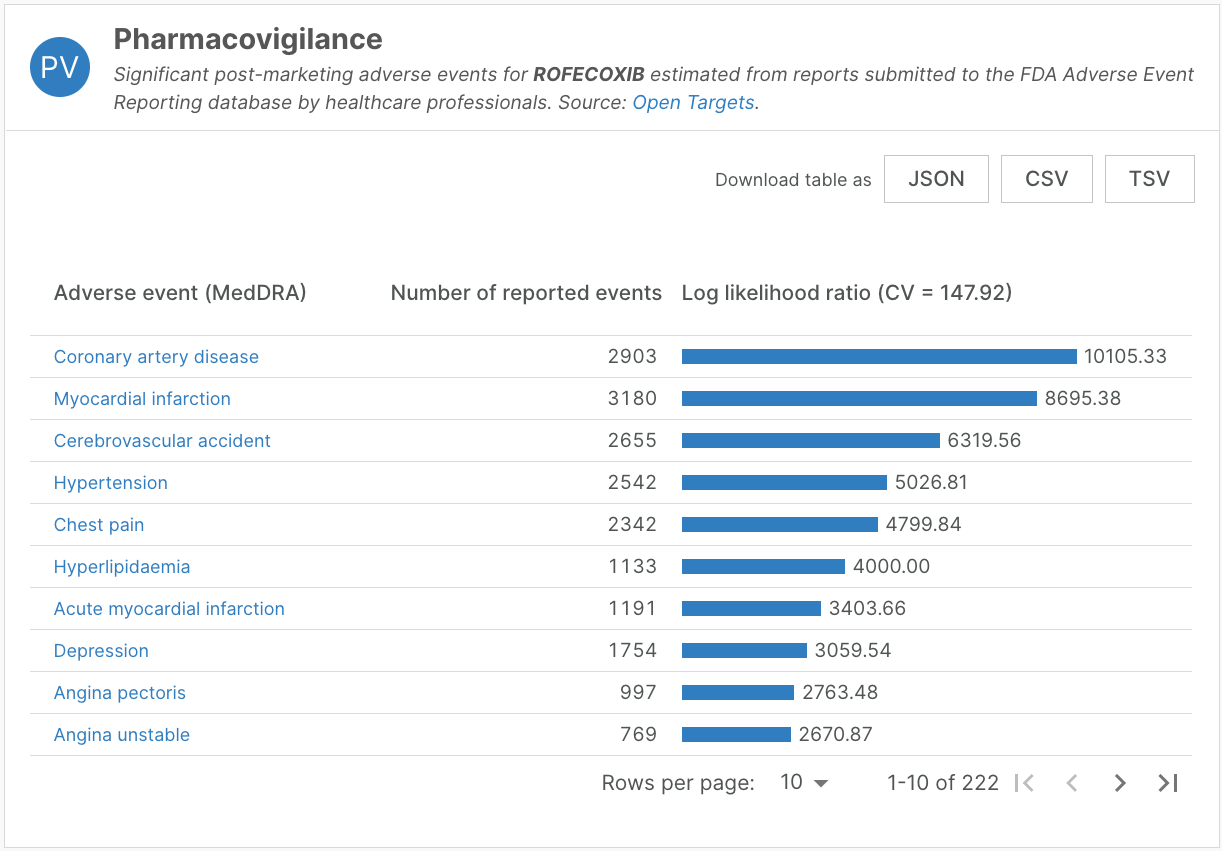 PV
Pharmacovigilance
Significant post-marketing adverse events for ROFECOXIB estimated from reports submitted to the FDA Adverse Event
Reporting database by healthcare professionals. Source: Open Targets.
Download table as JSON CSV TSV
Adverse event (MedDRA) Number of reported events Log likelihood ratio (CV = 147.92)
Coronary artery disease 2903 10105.33
Myocardial infarction 3180 8695.38
Cerebrovascular accident 2655 6319.56
Hypertension 2542 5026.81
Chest pain 2342 4799.84
Hyperlipidaemia 1133 4000.00
Acute myocardial infarction 1191 3403.66
Depression 1754 3059.54
Angina pectoris 997 2763.48
Angina unstable 769 2670.87
Rows per page: 10 1-10 of 222